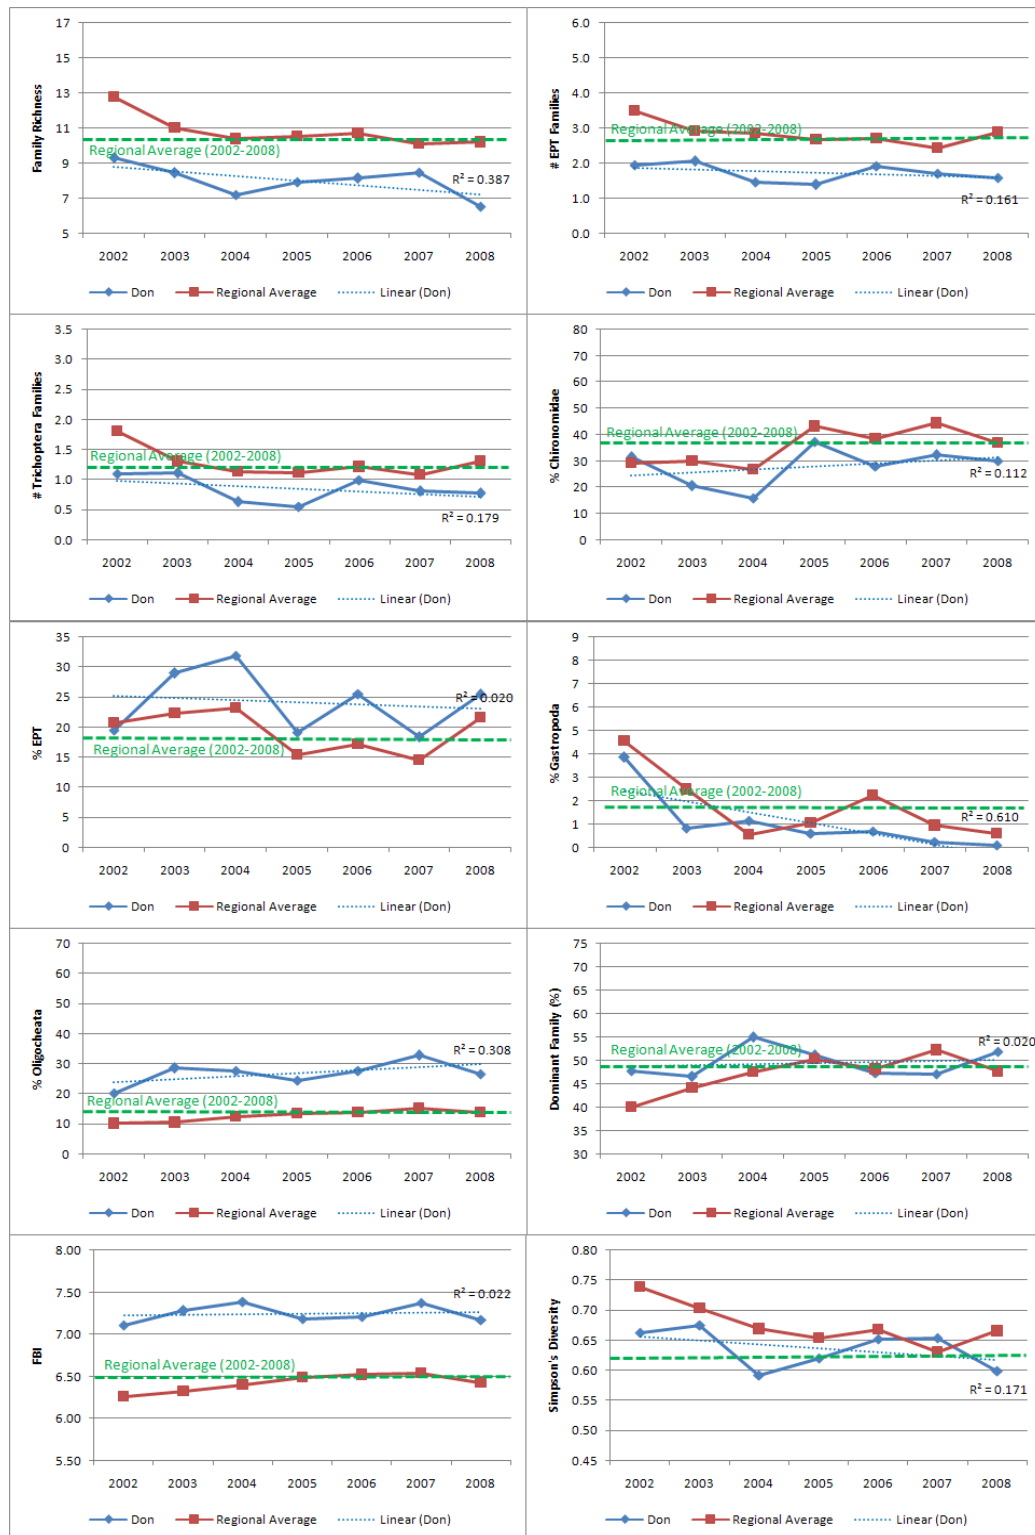 Family Richness
17
15
13
11
9
7
5
Regional Average (2002-2008)
R² = 0.387
2002 2003 2004 2005 2006 2007 2008
Don Regional Average Linear (Don)
# EPT Families
6.0
5.0
4.0
3.0
2.0
1.0
0.0
Regional Average (2002-2008)
R² = 0.161
2002 2003 2004 2005 2006 2007 2008
Don Regional Average Linear (Don)
# Trichoptera Families
3.5
3.0
2.5
2.0
1.5
1.0
0.5
0.0
Regional Average (2002-2008)
R² = 0.179
2002 2003 2004 2005 2006 2007 2008
Don Regional Average Linear (Don)
% Chironomidae
80
70
60
50
40
30
20
10
0
Regional Average (2002-2008)
R² = 0.112
2002 2003 2004 2005 2006 2007 2008
Don Regional Average Linear (Don)
% EPT
35
30
25
20
15
10
5
0
R² = 0.020
Regional Average (2002-2008)
2002 2003 2004 2005 2006 2007 2008
Don Regional Average Linear (Don)
% Gastropoda
9
8
7
6
5
4
3
2
1
0
Regional Average (2002-2008)
R² = 0.610
2002 2003 2004 2005 2006 2007 2008
Don Regional Average Linear (Don)
% Oligocheata
70
60
50
40
30
20
10
0
R² = 0.308
Regional Average (2002-2008)
2002 2003 2004 2005 2006 2007 2008
Don Regional Average Linear (Don)
Dominant Family (%)
75
70
65
60
55
50
45
40
35
30
R² = 0.020
Regional Average (2002-2008)
2002 2003 2004 2005 2006 2007 2008
Don Regional Average Linear (Don)
FBI
8.00
7.50
7.00
6.50
6.00
5.50
R² = 0.022
Regional Average (2002-2008)
2002 2003 2004 2005 2006 2007 2008
Don Regional Average Linear (Don)
Simpson's Diversity
0.80
0.75
0.70
0.65
0.60
0.55
0.50
0.45
R² = 0.171
2002 2003 2004 2005 2006 2007 2008
Don Regional Average Linear (Don)